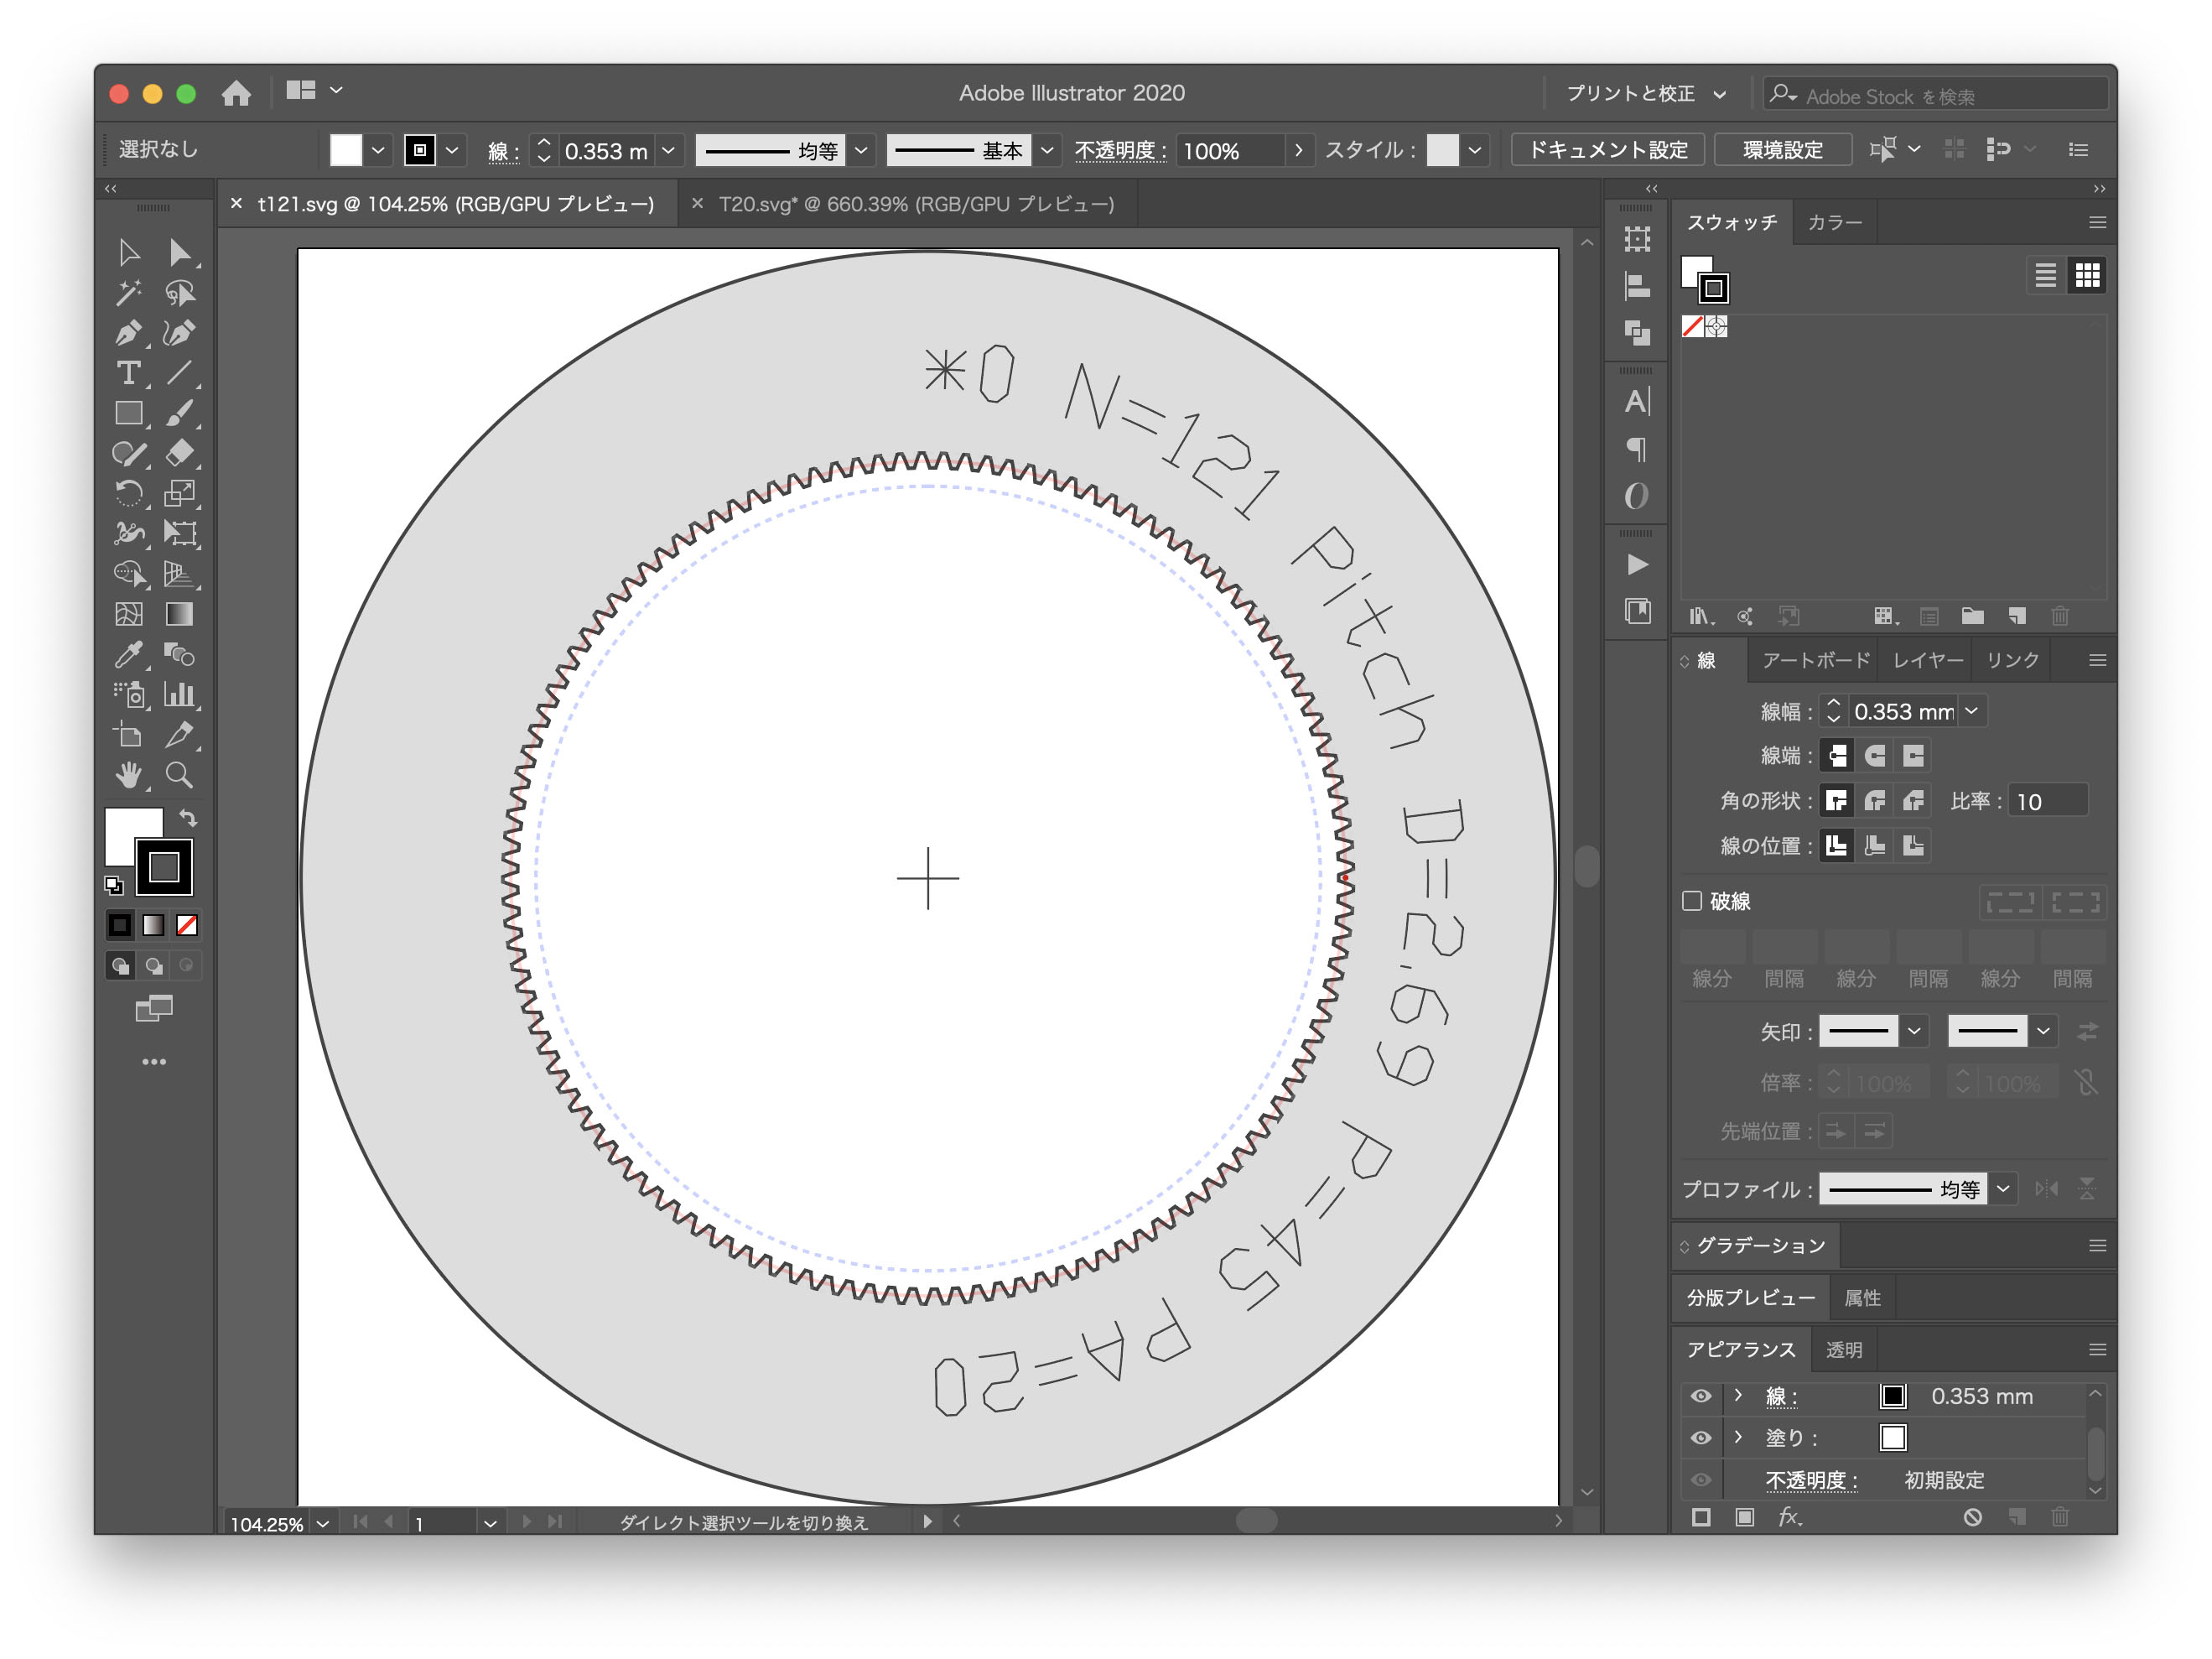 Adobe Illustrator 2020
プリントと校正
Adobe Stock を検索
選択なし
線 :
0.353 m
均等
基本
不透明度 :
100%
スタイル :
ドキュメント設定
環境設定
t121.svg @ 104.25% (RGB/GPU プレビュー)
T20.svg* @ 660.39% (RGB/GPU プレビュー)
*0 N=121 Pitch D=2.69 P=45 PA=20
104.25%
1
ダイレクト選択ツールを切り換え
スウォッチ
カラー
線
アートボード
レイヤー
リンク
線幅 :
0.353 mm
線端 :
角の形状 :
比率 :
10
線の位置 :
破線
線分
間隔
線分
間隔
線分
間隔
矢印 :
倍率 :
100%
100%
先端位置 :
プロファイル :
均等
グラデーション
分版プレビュー
属性
アピアランス
透明
線 :
0.353 mm
塗り :
不透明度 :
初期設定
fx.